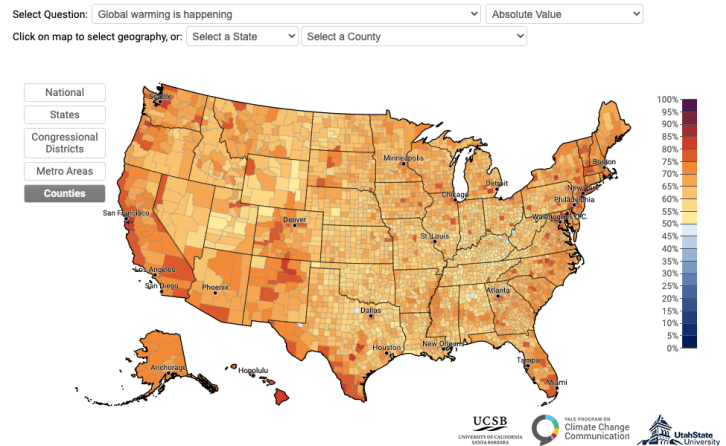 Select Question: Global warming is happening Absolute Value
Click on map to select geography, or: Select a State Select a County
National
States
Congressional
Districts
Metro Areas
Counties
Seattle
Minneapolis
Boston
Detroit
Chicago
New York
Philadelphia
Washington D.C.
San Francisco
Denver
St. Louis
Los Angeles
San Diego
Phoenix
Atlanta
Dallas
Houston
New Orleans
Tampa
Miami
Anchorage
Honolulu
100%
95%
90%
85%
80%
75%
70%
65%
60%
55%
50%
45%
40%
35%
30%
25%
20%
15%
10%
5%
0%
UCSB
UNIVERSITY OF CALIFORNIA
SANTA BARBARA
YALE PROGRAM ON
Climate Change
Communication
UtahState
University